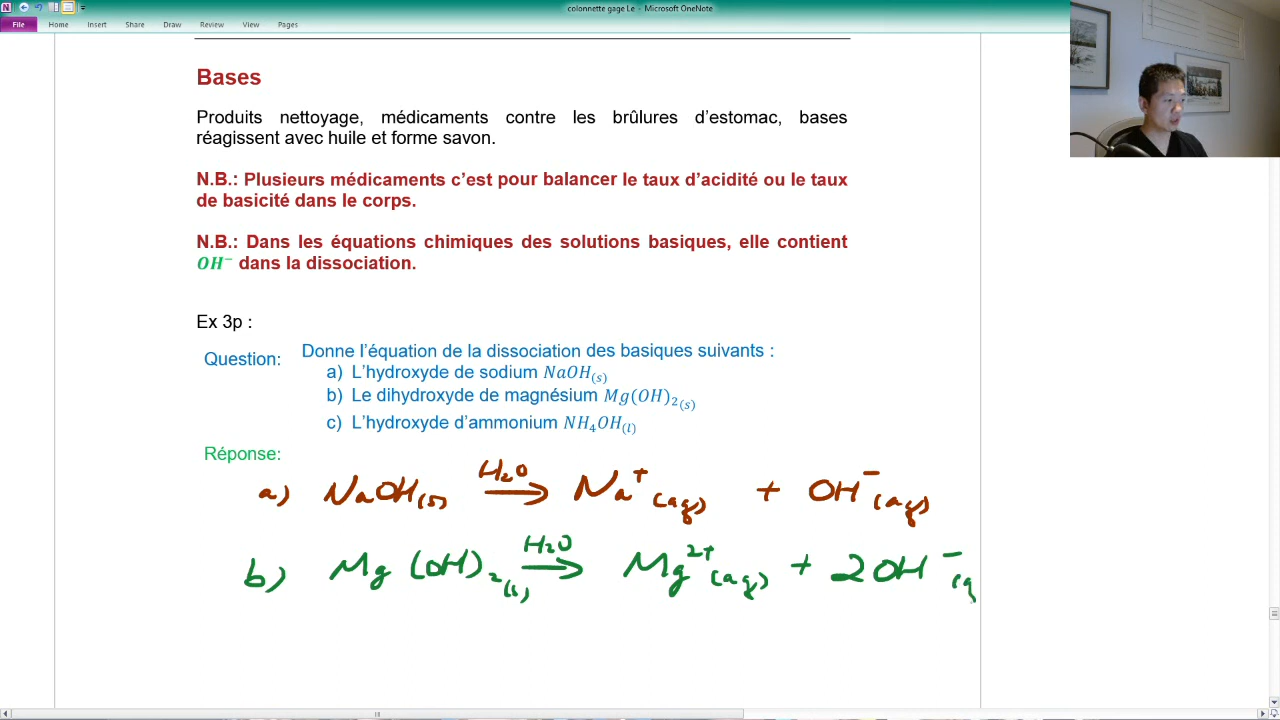 colonnette gage Le - Microsoft OneNote
File Home Insert Share Draw Review View Pages
Bases
Produits nettoyage, médicaments contre les brûlures d’estomac, bases
réagissent avec huile et forme savon.
N.B.: Plusieurs médicaments c’est pour balancer le taux d’acidité ou le taux
de basicité dans le corps.
N.B.: Dans les équations chimiques des solutions basiques, elle contient
OH⁻ dans la dissociation.
Ex 3p :
Question: Donne l’équation de la dissociation des basiques suivants :
a) L’hydroxyde de sodium NaOH(s)
b) Le dihydroxyde de magnésium Mg(OH)₂(s)
c) L’hydroxyde d’ammonium NH₄OH(l)
Réponse:
a) NaOH(s) H₂O → Na⁺(aq) + OH⁻(aq)
b) Mg(OH)₂(s) H₂O → Mg²⁺(aq) + 2OH⁻(a